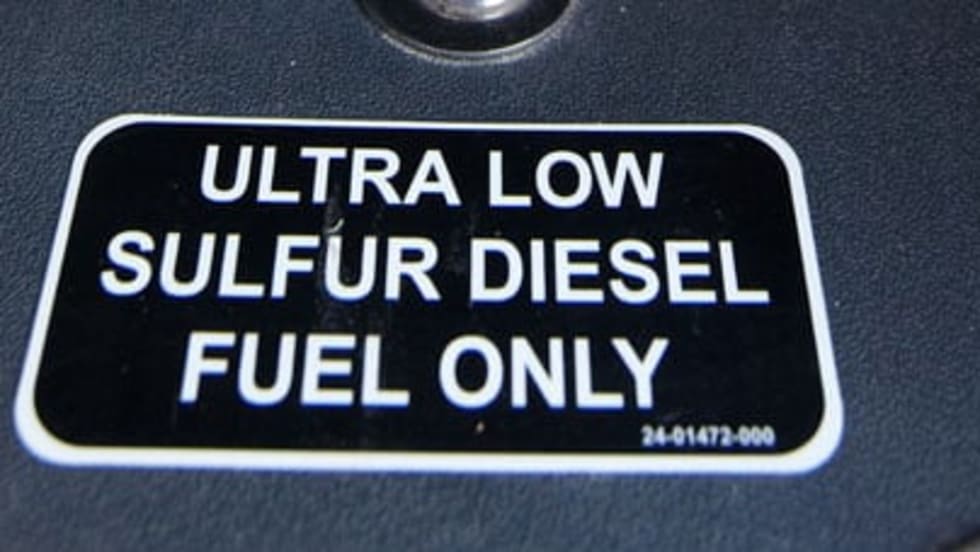 ULTRA LOW
SULFUR DIESEL
FUEL ONLY
24-01472-000